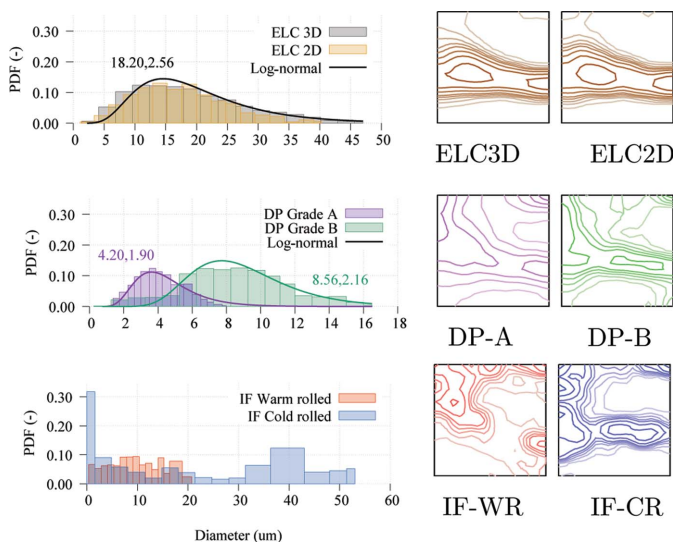 PDF (-)
0.30
0.20
0.10
0.00
18.20,2.56
ELC 3D
ELC 2D
Log-normal
0 5 10 15 20 25 30 35 40 45 50
ELC3D
ELC2D
PDF (-)
0.30
0.20
0.10
0.00
4.20,1.90
DP Grade A
DP Grade B
Log-normal
8.56,2.16
0 2 4 6 8 10 12 14 16 18
DP-A
DP-B
PDF (-)
0.30
0.20
0.10
0.00
IF Warm rolled
IF Cold rolled
0 10 20 30 40 50 60
Diameter (um)
IF-WR
IF-CR